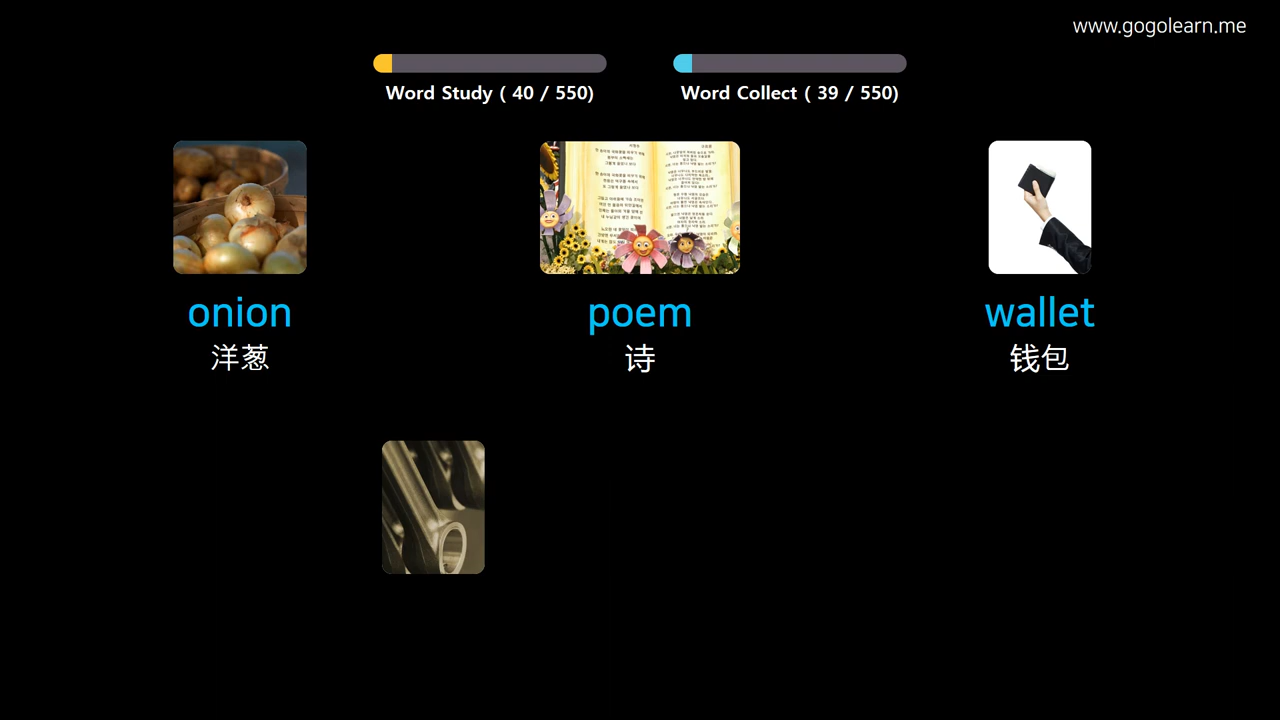 www.gogolearn.me
Word Study ( 40 / 550)
Word Collect ( 39 / 550)
onion
poem
wallet
洋葱
诗
钱包